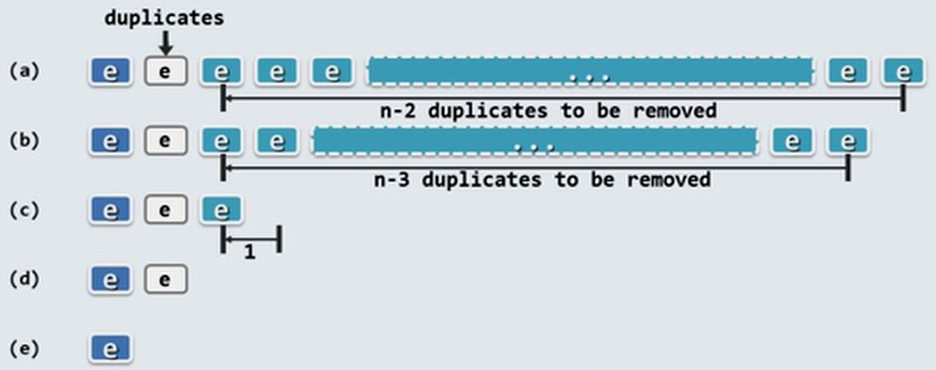 duplicates
(a) e e e e e ... e e
n-2 duplicates to be removed
(b) e e e e ... e e
n-3 duplicates to be removed
(c) e e e
1
(d) e e
(e) e